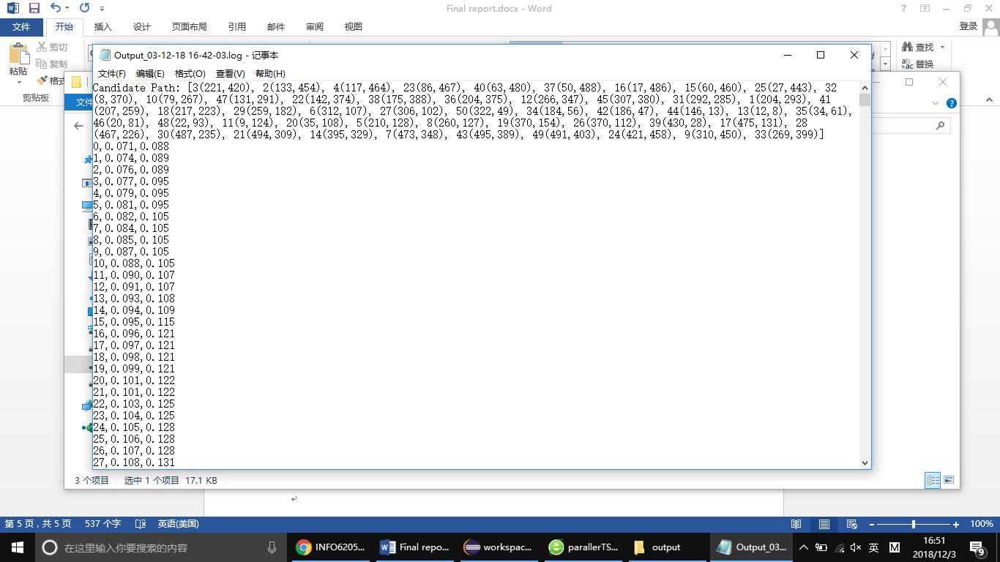 Final report.docx - Word
文件 开始 插入 设计 页面布局 引用 邮件 审阅 视图 登录
剪切
复制
粘贴
剪贴板
查找
替换
Output_03-12-18 16-42-03.log - 记事本
文件(F) 编辑(E) 格式(O) 查看(V) 帮助(H)
Candidate Path: [3(221,420), 2(133,454), 4(117,464), 23(86,467), 40(63,480), 37(50,488), 16(17,486), 15(60,460), 25(27,443), 32
(8,370), 10(79,267), 47(131,291), 22(142,374), 38(175,388), 36(204,375), 12(266,347), 45(307,380), 31(292,285), 1(204,293), 41
(207,259), 18(217,223), 29(259,182), 6(312,107), 27(306,102), 50(322,49), 34(184,56), 42(186,47), 44(146,13), 13(12,8), 35(34,61),
46(20,81), 48(22,93), 11(9,124), 20(35,108), 5(210,128), 8(260,127), 19(370,154), 26(370,112), 39(430,28), 17(475,131), 28
(467,226), 30(487,235), 21(494,309), 14(395,329), 7(473,348), 43(495,389), 49(491,403), 24(421,458), 9(310,450), 33(269,399)]
0,0.071,0.088
1,0.074,0.089
2,0.076,0.089
3,0.077,0.095
4,0.079,0.095
5,0.081,0.095
6,0.082,0.105
7,0.084,0.105
8,0.085,0.105
9,0.087,0.105
10,0.088,0.105
11,0.090,0.107
12,0.091,0.107
13,0.093,0.108
14,0.094,0.109
15,0.095,0.115
16,0.096,0.121
17,0.097,0.121
18,0.098,0.121
19,0.099,0.121
20,0.101,0.122
21,0.101,0.122
22,0.103,0.125
23,0.104,0.125
24,0.105,0.128
25,0.106,0.128
26,0.107,0.128
27,0.108,0.131
3 个项目 选中 1 个项目 17.1 KB
第 5 页，共 5 页 537 个字 英语(美国) 100%
在这里输入你要搜索的内容 INFO6205... Final repo... workspac... parallerTS... output Output_03... 英 M 16:51
2018/12/3 9